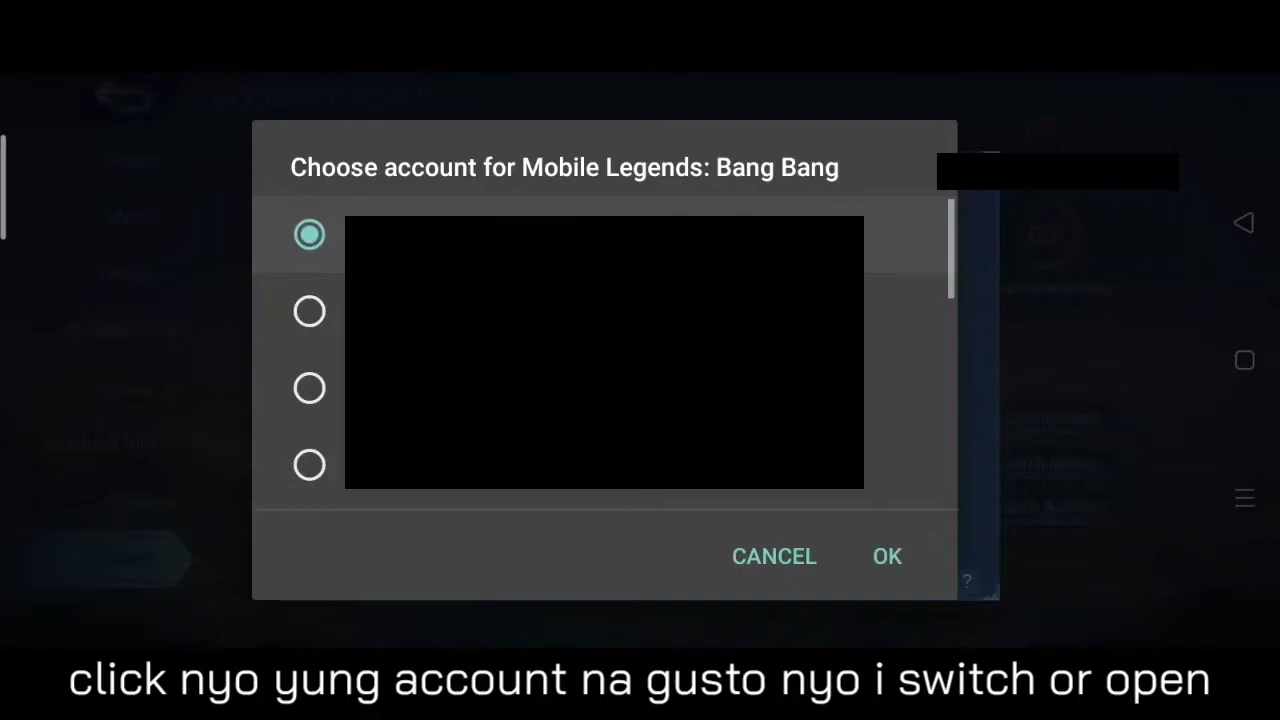 Choose account for Mobile Legends: Bang Bang
CANCEL
OK
?
click nyo yung account na gusto nyo i switch or open